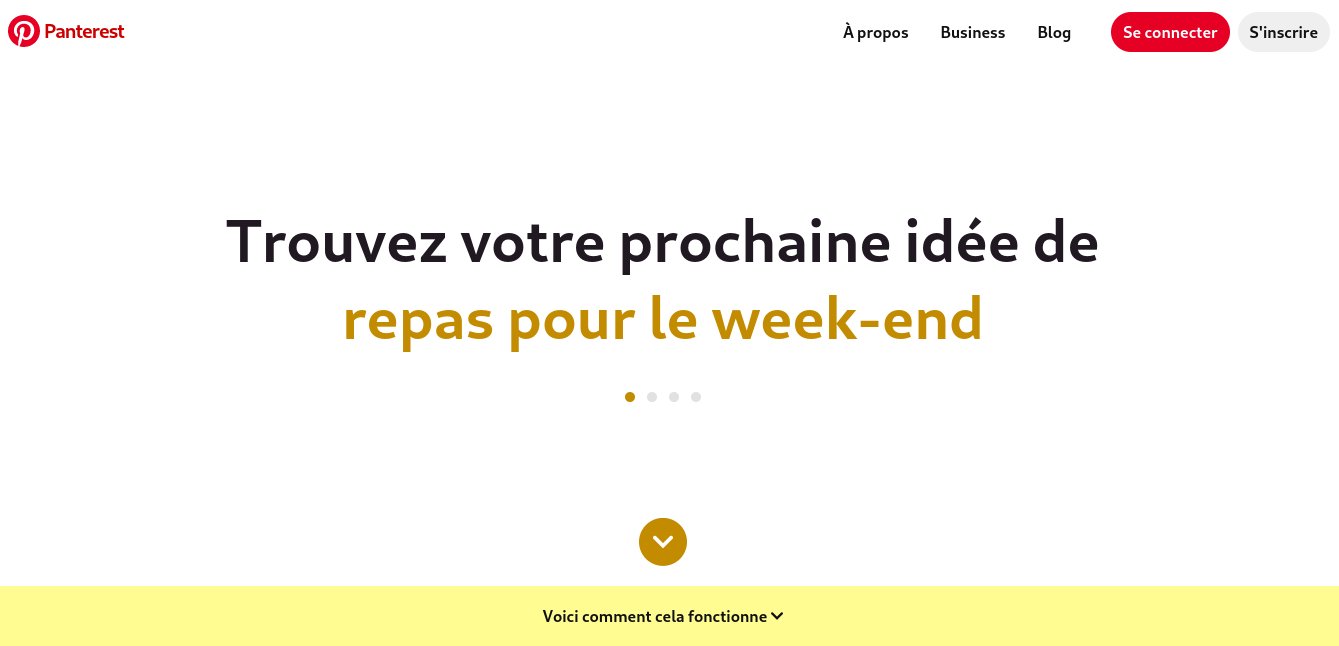 Panterest
À propos
Business
Blog
Se connecter
S'inscrire
Trouvez votre prochaine idée de
repas pour le week-end
Voici comment cela fonctionne